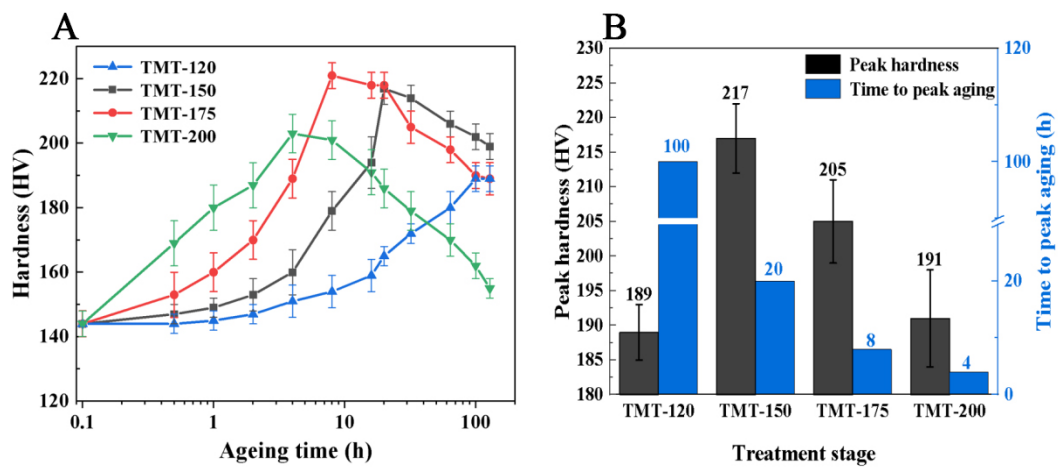 A
TMT-120
TMT-150
TMT-175
TMT-200
Hardness (HV)
220
200
180
160
140
120
0.1
1
10
100
Ageing time (h)
B
Peak hardness
Time to peak aging
Peak hardness (HV)
230
225
220
215
210
205
200
195
190
185
180
189
100
217
20
205
8
191
4
TMT-120
TMT-150
TMT-175
TMT-200
Treatment stage
120
100
20
0
Time to peak aging (h)